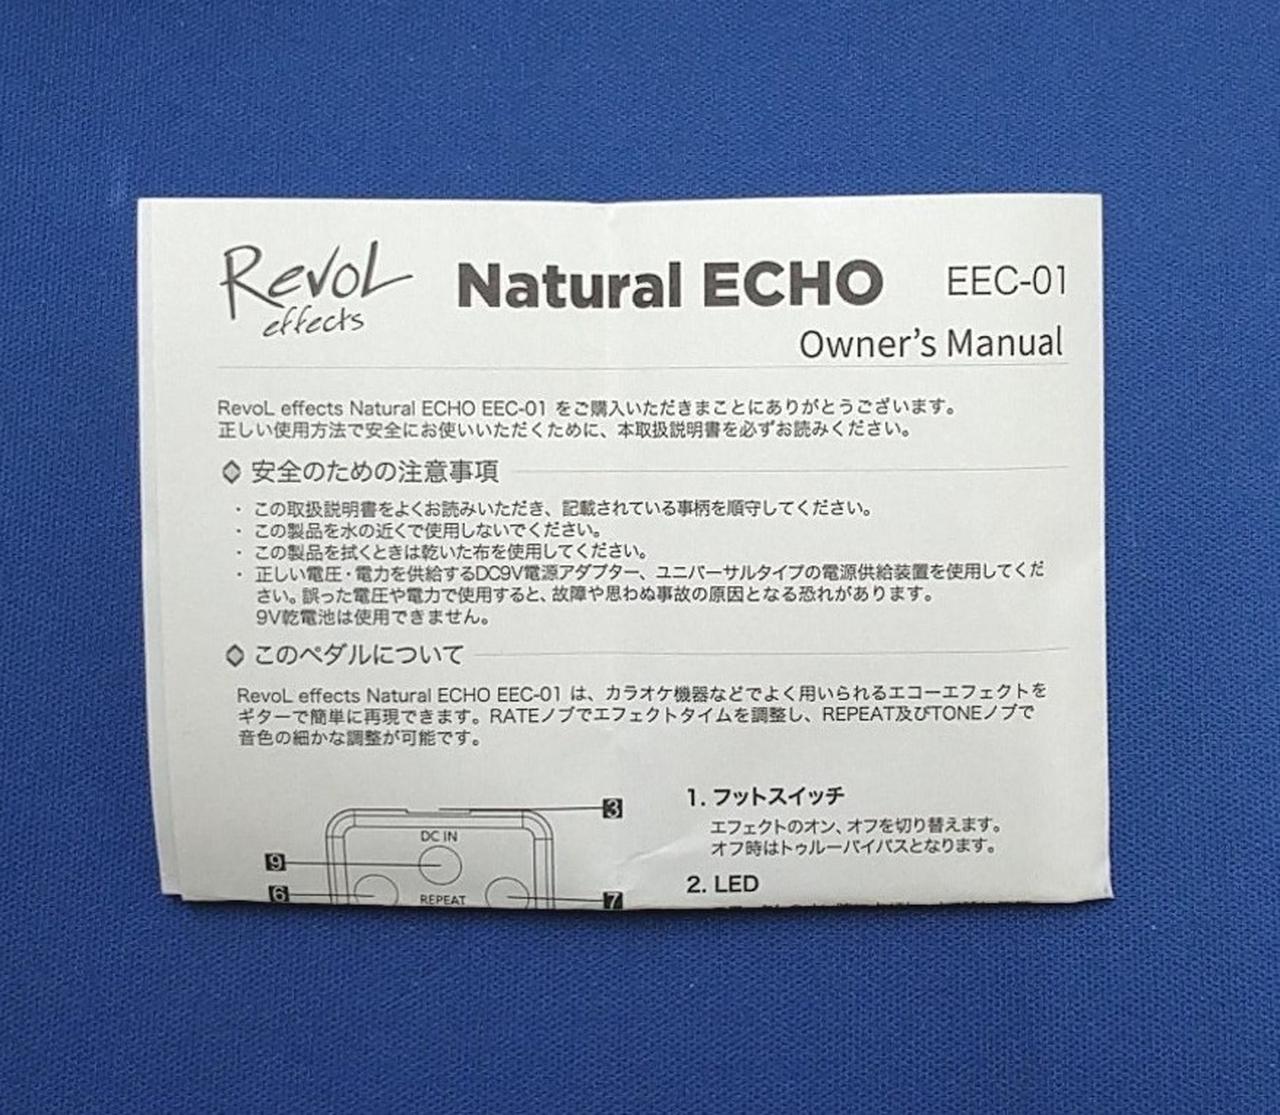 RevoL effects
Natural ECHO EEC-01
Owner's Manual
RevoL effects Natural ECHO EEC-01 をご購入いただきまことにありがとうございます。
正しい使用方法で安全にお使いいただくために、本取扱説明書を必ずお読みください。
安全のための注意事項
・ この取扱説明書をよくお読みいただき、記載されている事柄を順守してください。
・ この製品を水の近くで使用しないでください。
・ この製品を拭くときは乾いた布を使用してください。
・ 正しい電圧・電力を供給するDC9V電源アダプター、ユニバーサルタイプの電源供給装置を使用してくだ
さい。誤った電圧や電力で使用すると、故障や思わぬ事故の原因となる恐れがあります。
9V乾電池は使用できません。
このペダルについて
RevoL effects Natural ECHO EEC-01 は、カラオケ機器などでよく用いられるエコーエフェクトを
ギターで簡単に再現できます。RATEノブでエフェクトタイムを調整し、REPEAT及びTONEノブで
音色の細かな調整が可能です。
3
DC IN
9
6
REPEAT
7
1. フットスイッチ
エフェクトのオン、オフを切り替えます。
オフ時はトゥルーバイパスとなります。
2. LED